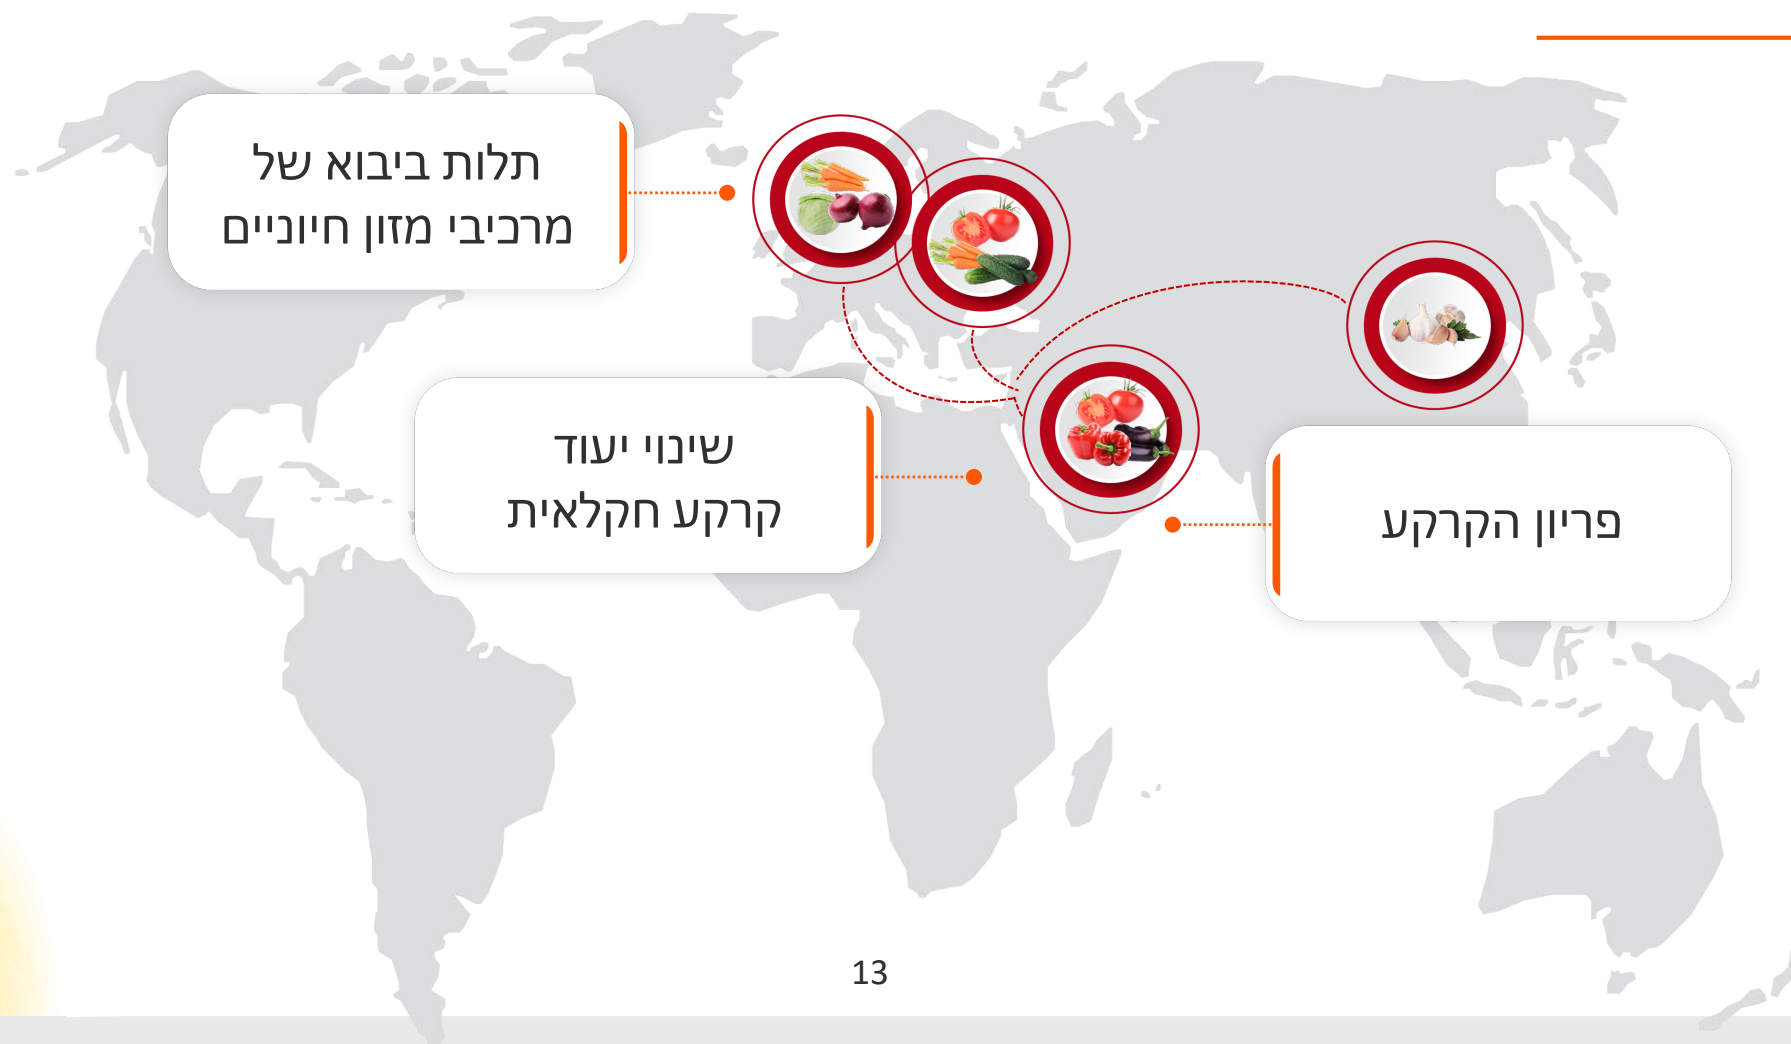 תלות ביבוא של
מרכיבי מזון חיוניים
שינוי יעוד
קרקע חקלאית
פריון הקרקע
13